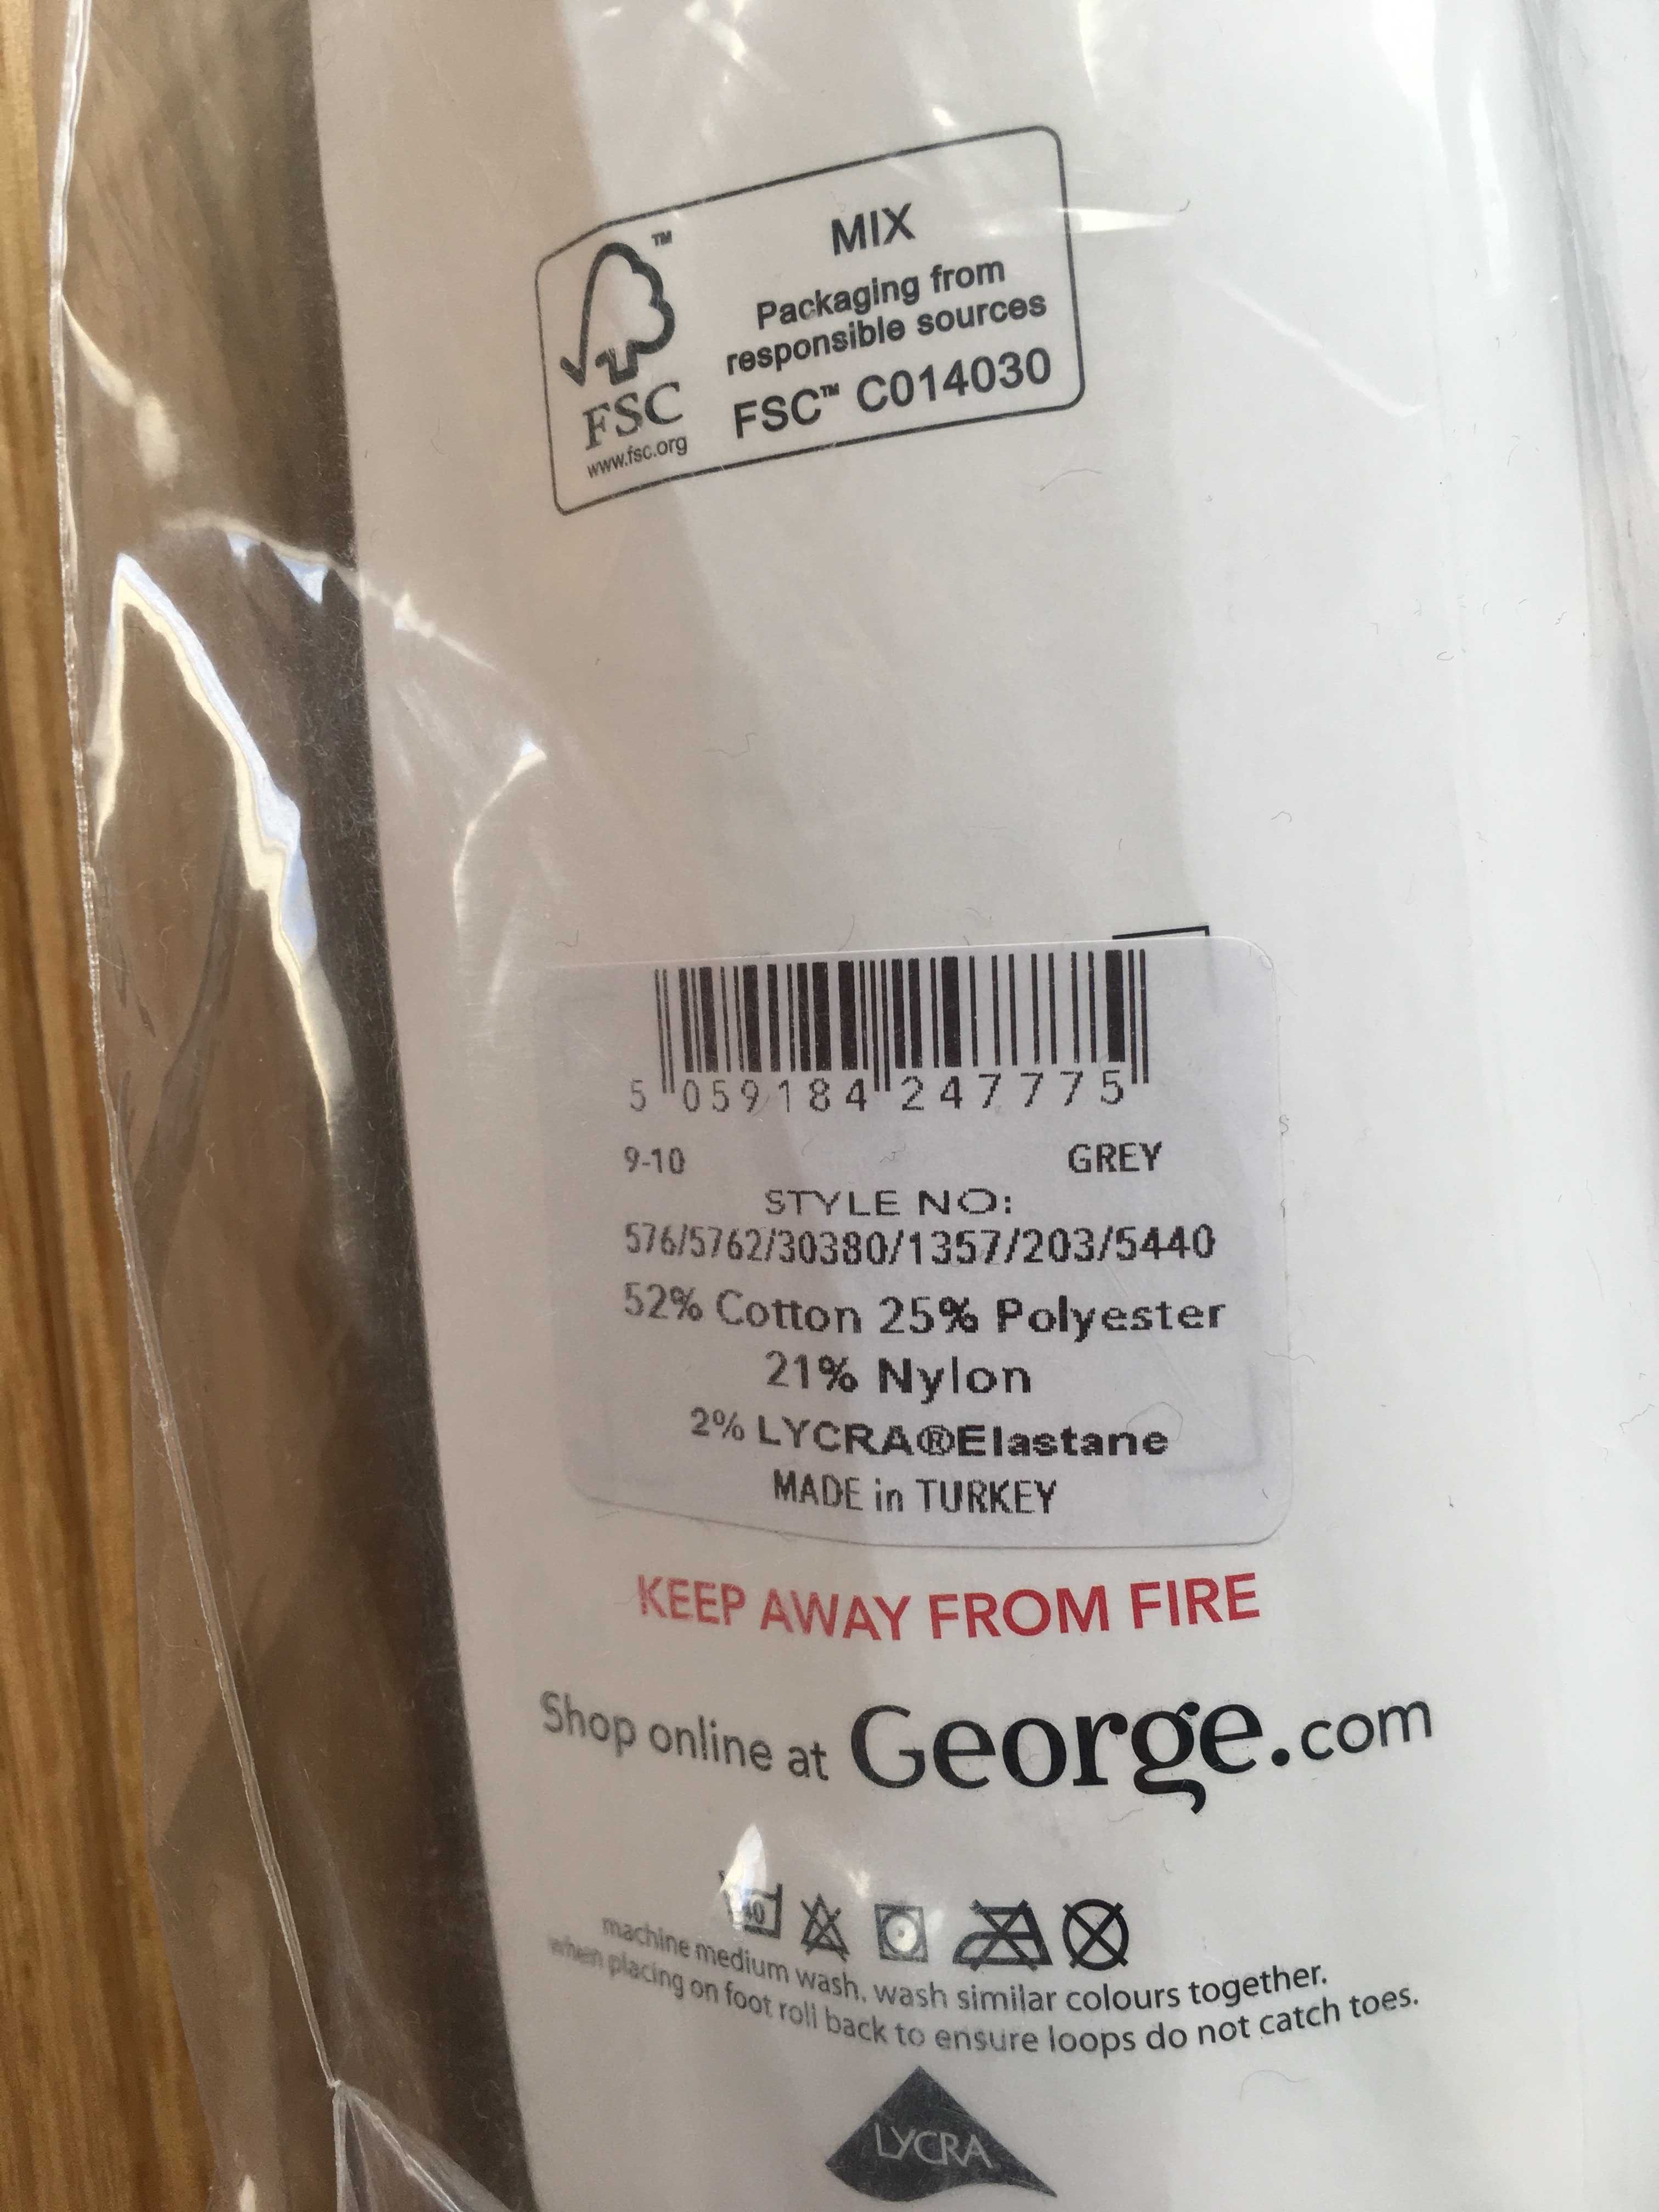 MIX
Packaging from
responsible sources
FSC™ C014030
™
FSC
www.fsc.org
5 059184 247775
9-10 GREY
STYLE NO:
576/5762/30380/1357/203/5440
52% Cotton 25% Polyester
21% Nylon
2% LYCRA®Elastane
MADE in TURKEY
KEEP AWAY FROM FIRE
Shop online at George.com
40
machine medium wash. wash similar colours together.
when placing on foot roll back to ensure loops do not catch toes.
LYCRA